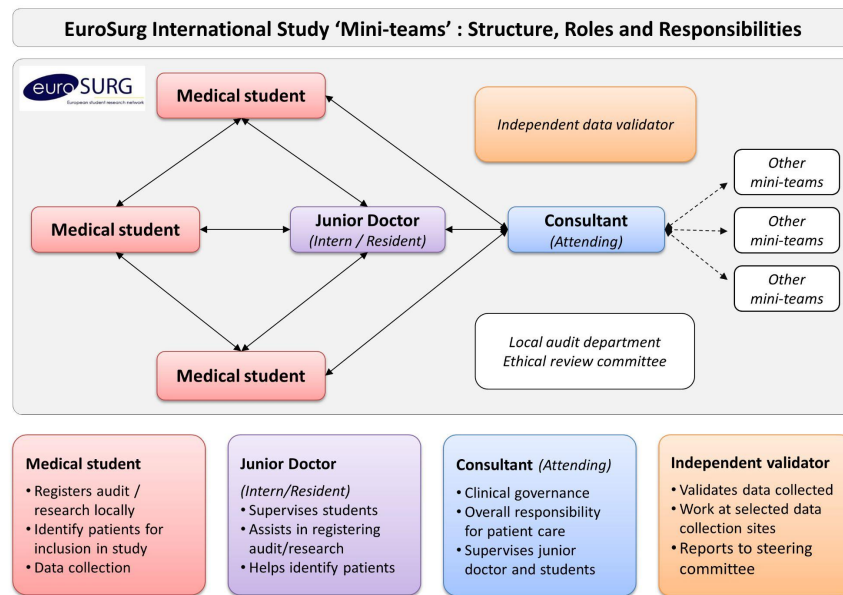 EuroSurg International Study ‘Mini-teams’ : Structure, Roles and Responsibilities
euroSURG
European student research network
Medical student
Independent data validator
Other
mini-teams
Medical student
Junior Doctor
(Intern / Resident)
Consultant
(Attending)
Other
mini-teams
Other
mini-teams
Local audit department
Ethical review committee
Medical student
Medical student
• Registers audit /
research locally
• Identify patients for
inclusion in study
• Data collection
Junior Doctor
(Intern/Resident)
• Supervises students
• Assists in registering
audit/research
• Helps identify patients
Consultant (Attending)
• Clinical governance
• Overall responsibility
for patient care
• Supervises junior
doctor and students
Independent validator
• Validates data collected
• Work at selected data
collection sites
• Reports to steering
committee